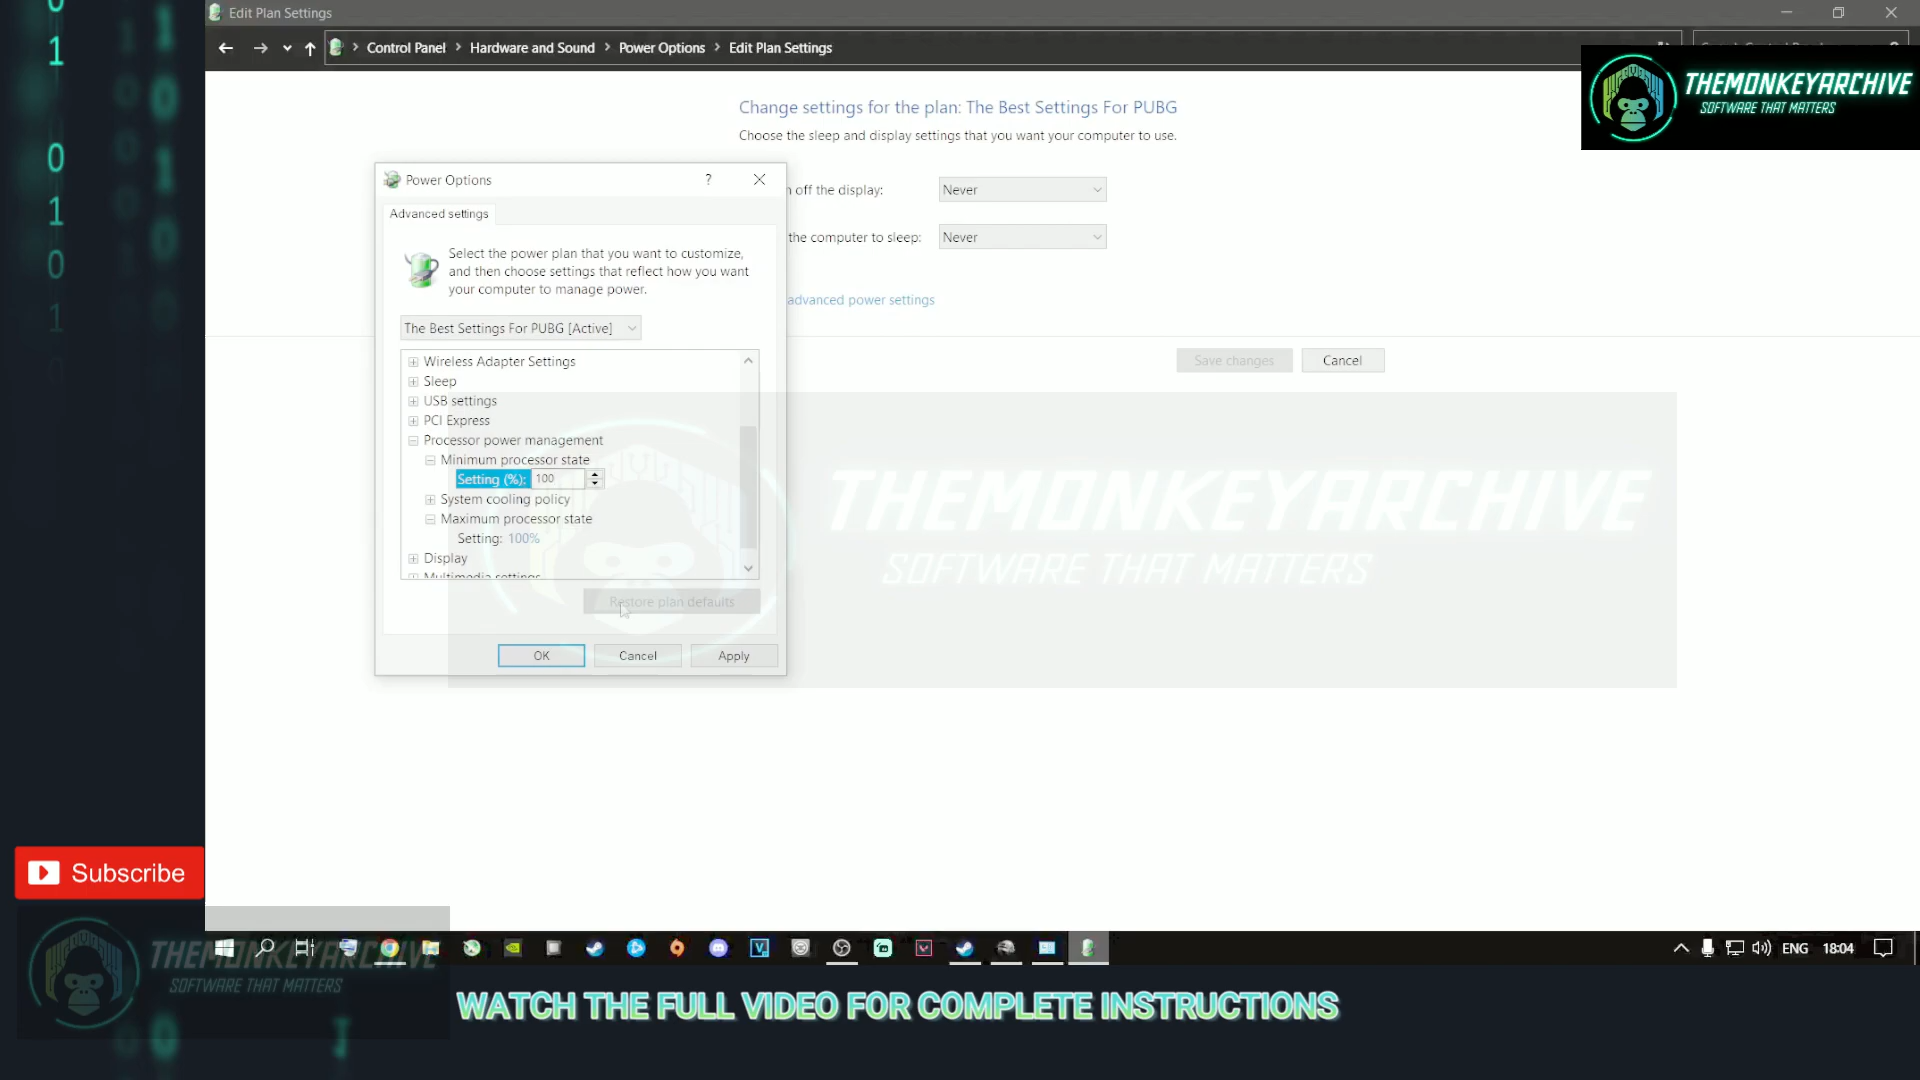 Edit Plan Settings
Control Panel > Hardware and Sound > Power Options > Edit Plan Settings
THEMONKEYARCHIVE
SOFTWARE THAT MATTERS
Change settings for the plan: The Best Settings For PUBG
Choose the sleep and display settings that you want your computer to use.
Power Options
?
off the display: Never
Advanced settings
the computer to sleep: Never
Select the power plan that you want to customize,
and then choose settings that reflect how you want
your computer to manage power.
advanced power settings
The Best Settings For PUBG [Active]
Wireless Adapter Settings
Save changes Cancel
Sleep
USB settings
PCI Express
Processor power management
Minimum processor state
Setting (%): 100
System cooling policy
Maximum processor state
Setting: 100%
Display
Multimedia settings
THEMONKEYARCHIVE
SOFTWARE THAT MATTERS
Restore plan defaults
OK Cancel Apply
Subscribe
THEMONKEYARCHIVE
SOFTWARE THAT MATTERS
ENG 18:04
WATCH THE FULL VIDEO FOR COMPLETE INSTRUCTIONS